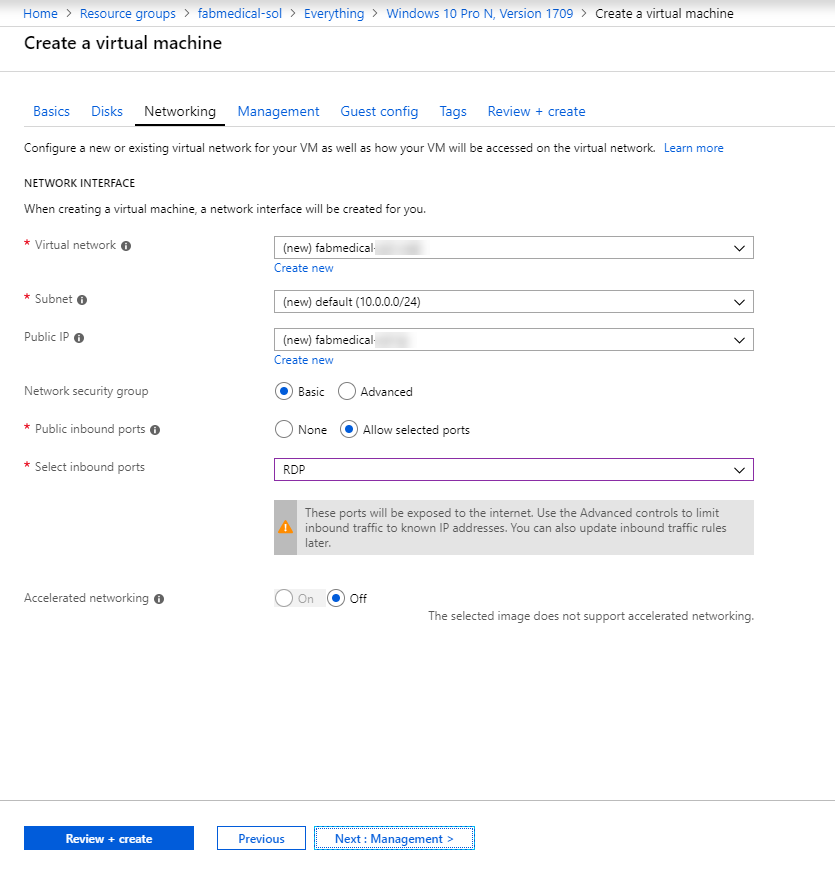 Home > Resource groups > fabmedical-sol > Everything > Windows 10 Pro N, Version 1709 > Create a virtual machine
Create a virtual machine
Basics Disks Networking Management Guest config Tags Review + create
Configure a new or existing virtual network for your VM as well as how your VM will be accessed on the virtual network. Learn more
NETWORK INTERFACE
When creating a virtual machine, a network interface will be created for you.
* Virtual network (new) fabmedical-
Create new
* Subnet (new) default (10.0.0.0/24)
Public IP (new) fabmedical-
Create new
Network security group Basic Advanced
* Public inbound ports None Allow selected ports
* Select inbound ports RDP
These ports will be exposed to the internet. Use the Advanced controls to limit
inbound traffic to known IP addresses. You can also update inbound traffic rules
later.
Accelerated networking On Off
The selected image does not support accelerated networking.
Review + create Previous Next : Management >